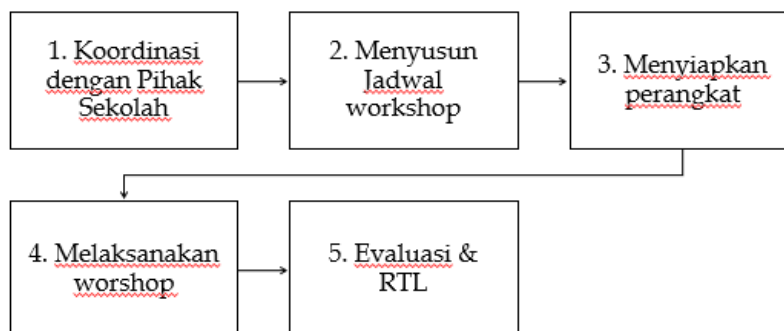 1. Koordinasi
dengan Pihak
Sekolah
2. Menyusun
Jadwal
workshop
3. Menyiapkan
perangkat
4. Melaksanakan
worshop
5. Evaluasi &
RTL